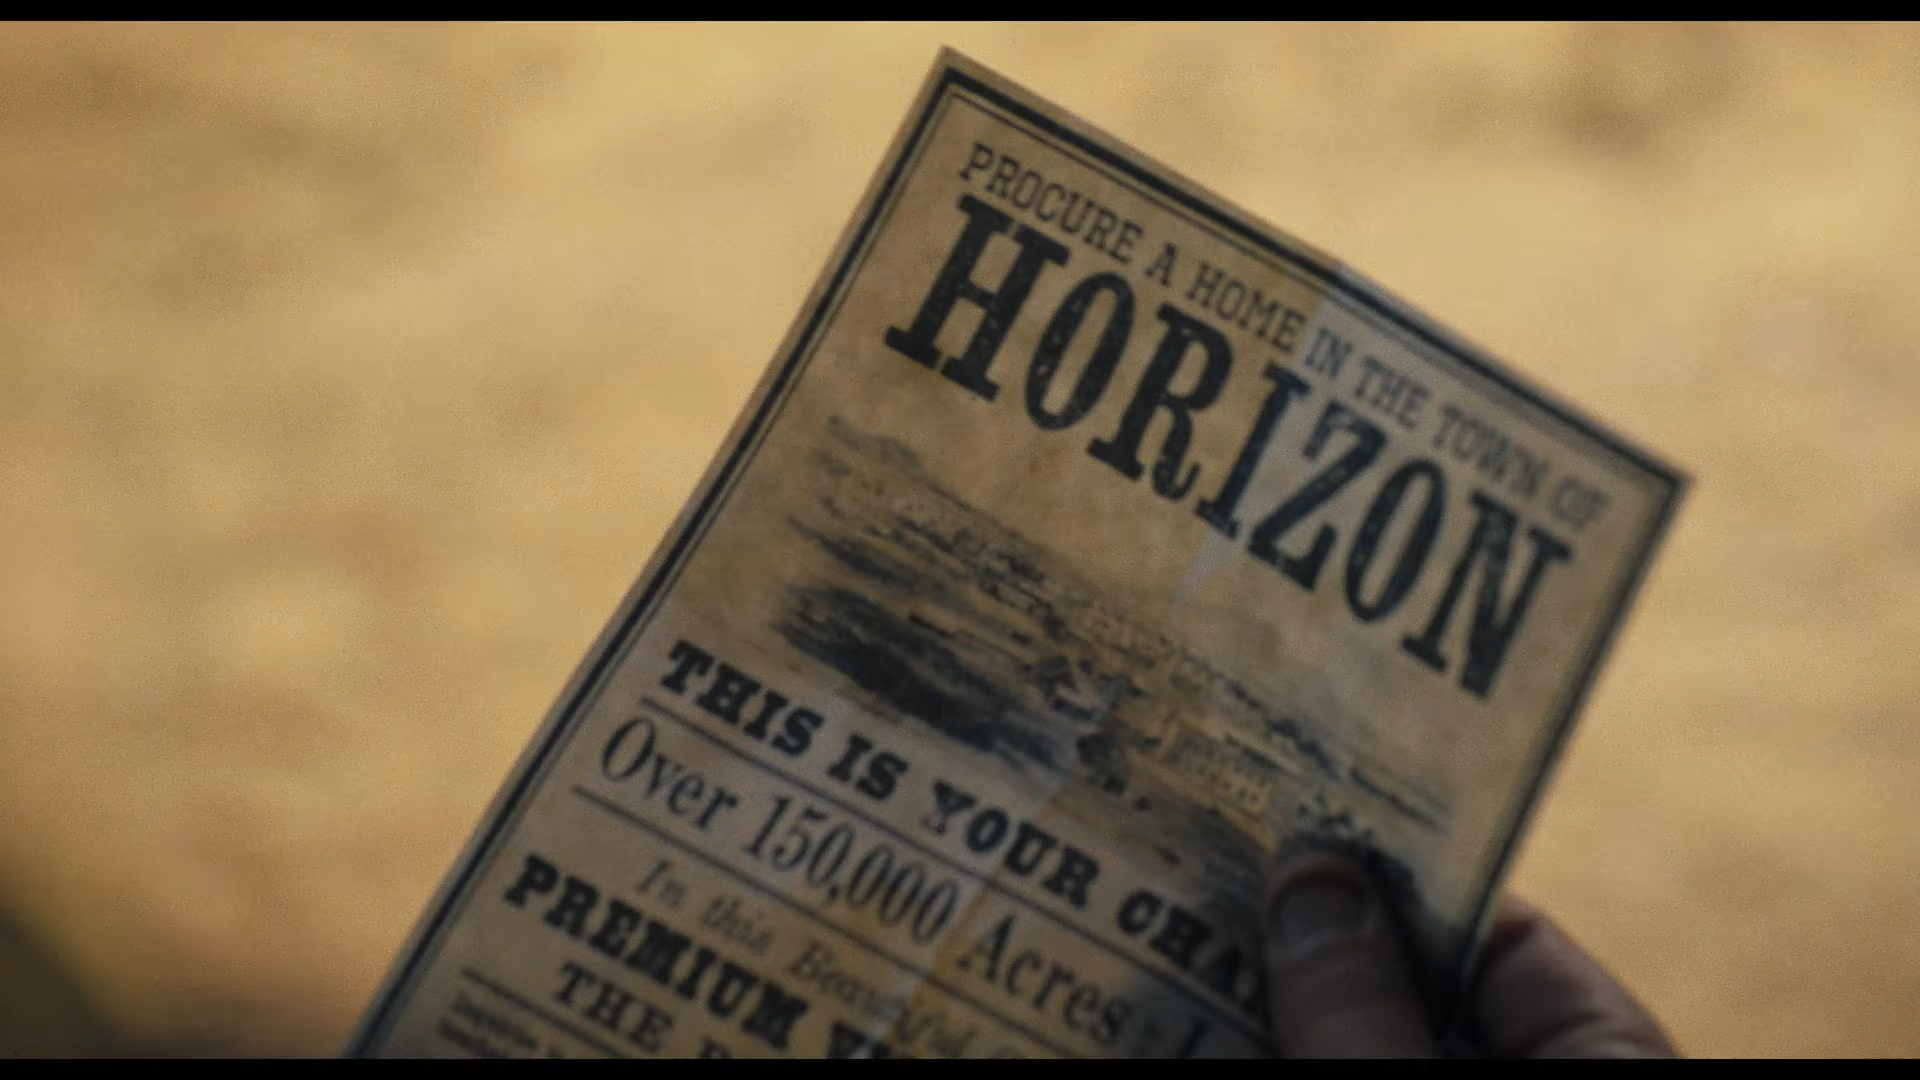 PROCURE A HOME IN THE TOWN OF
HORIZON
THIS IS YOUR CHA
Over 150,000 Acres
In this Beautiful
PREMIUM V
THE